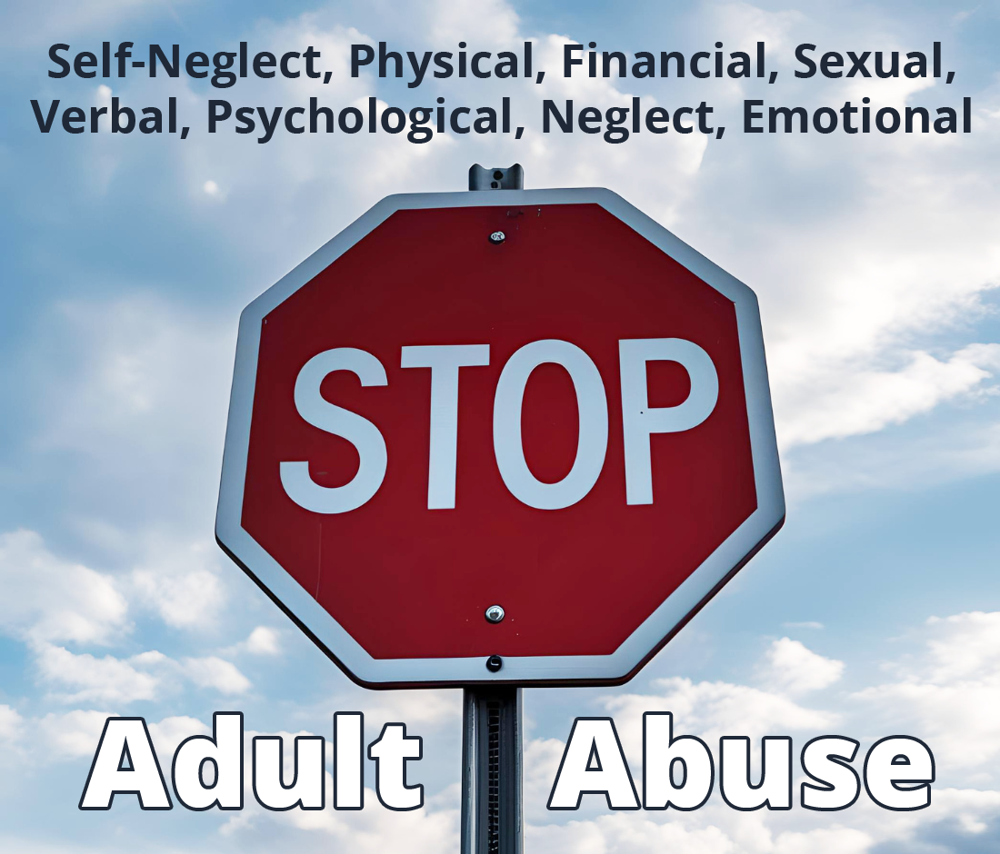 Self-Neglect, Physical, Financial, Sexual,
Verbal, Psychological, Neglect, Emotional
STOP
Adult Abuse